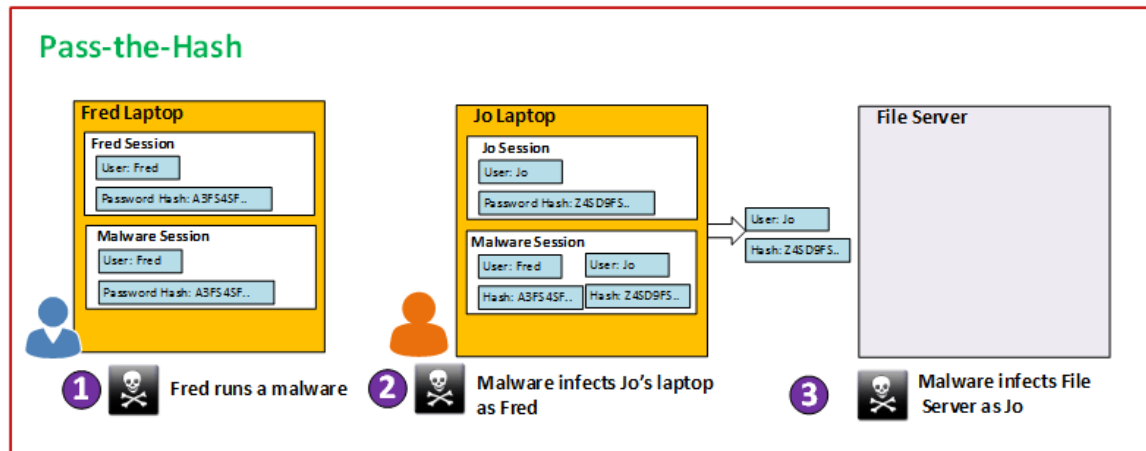 Pass-the-Hash
Fred Laptop
Fred Session
User: Fred
Password Hash: A3FS4SF..
Malware Session
User: Fred
Password Hash: A3FS4SF..
1
Fred runs a malware
Jo Laptop
Jo Session
User: Jo
Password Hash: Z4SD9FS..
Malware Session
User: Fred
User: Jo
Hash: A3FS4SF..
Hash: Z4SD9FS..
2
Malware infects Jo's laptop
as Fred
User: Jo
Hash: Z4SD9FS..
File Server
3
Malware infects File
Server as Jo